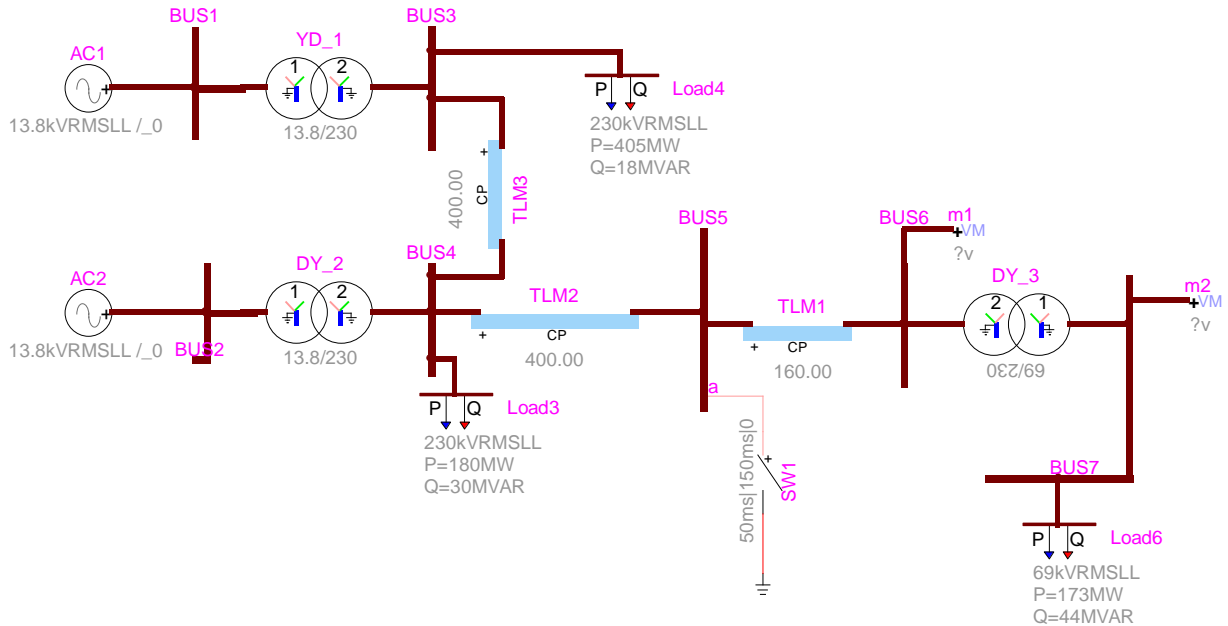 BUS1
BUS3
AC1
YD_1
1
2
+
13.8kVRMSLL /_0
13.8/230
P
Q
Load4
230kVRMSLL
P=405MW
Q=18MVAR
+
CP
400.00
TLM3
BUS5
BUS6
m1
+VM
?v
BUS4
AC2
DY_2
1
2
+
13.8kVRMSLL /_0
BUS2
13.8/230
TLM2
+
CP
400.00
TLM1
+
CP
160.00
DY_3
2
1
69/230
m2
+VM
?v
P
Q
Load3
230kVRMSLL
P=180MW
Q=30MVAR
a
+
50ms|150ms|0
SW1
BUS7
P
Q
Load6
69kVRMSLL
P=173MW
Q=44MVAR